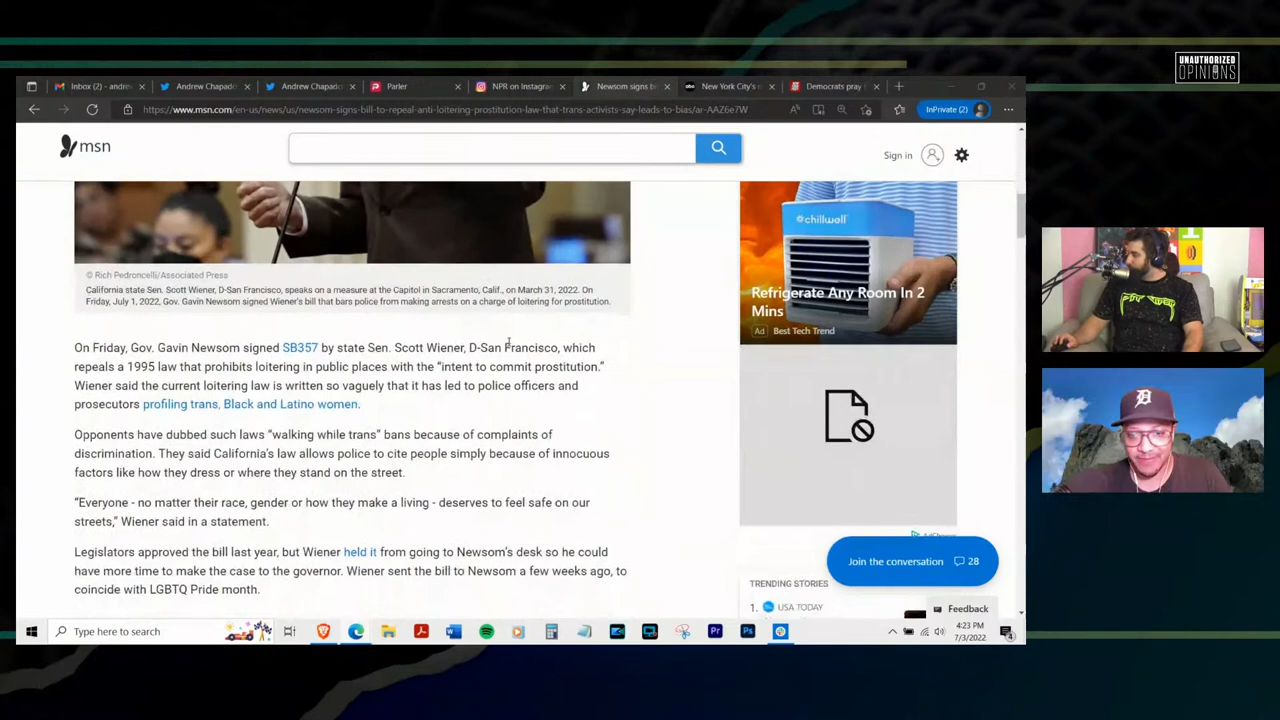 UNAUTHORIZED
OPINIONS
Inbox (2) - andre
Andrew Chapado
Andrew Chapado
Parler
NPR on Instagra
Newsom signs b
New York City's
Democrats pray f
https://www.msn.com/en-us/news/us/newsom-signs-bill-to-repeal-anti-loitering-prostitution-law-that-trans-activists-say-leads-to-bias/ar-AAZ6e7W
InPrivate (2)
msn
Sign in
© Rich Pedroncelli/Associated Press
California state Sen. Scott Wiener, D-San Francisco, speaks on a measure at the Capitol in Sacramento, Calif., on March 31, 2022. On
Friday, July 1, 2022, Gov. Gavin Newsom signed Wiener's bill that bars police from making arrests on a charge of loitering for prostitution.
On Friday, Gov. Gavin Newsom signed SB357 by state Sen. Scott Wiener, D-San Francisco, which
repeals a 1995 law that prohibits loitering in public places with the “intent to commit prostitution.”
Wiener said the current loitering law is written so vaguely that it has led to police officers and
prosecutors profiling trans, Black and Latino women.
Opponents have dubbed such laws “walking while trans” bans because of complaints of
discrimination. They said California's law allows police to cite people simply because of innocuous
factors like how they dress or where they stand on the street.
“Everyone - no matter their race, gender or how they make a living - deserves to feel safe on our
streets,” Wiener said in a statement.
Legislators approved the bill last year, but Wiener held it from going to Newsom's desk so he could
have more time to make the case to the governor. Wiener sent the bill to Newsom a few weeks ago, to
coincide with LGBTQ Pride month.
chillwell
Refrigerate Any Room In 2
Mins
Ad Best Tech Trend
Join the conversation 28
TRENDING STORIES
1. USA TODAY
Feedback
Type here to search
4:23 PM
7/3/2022